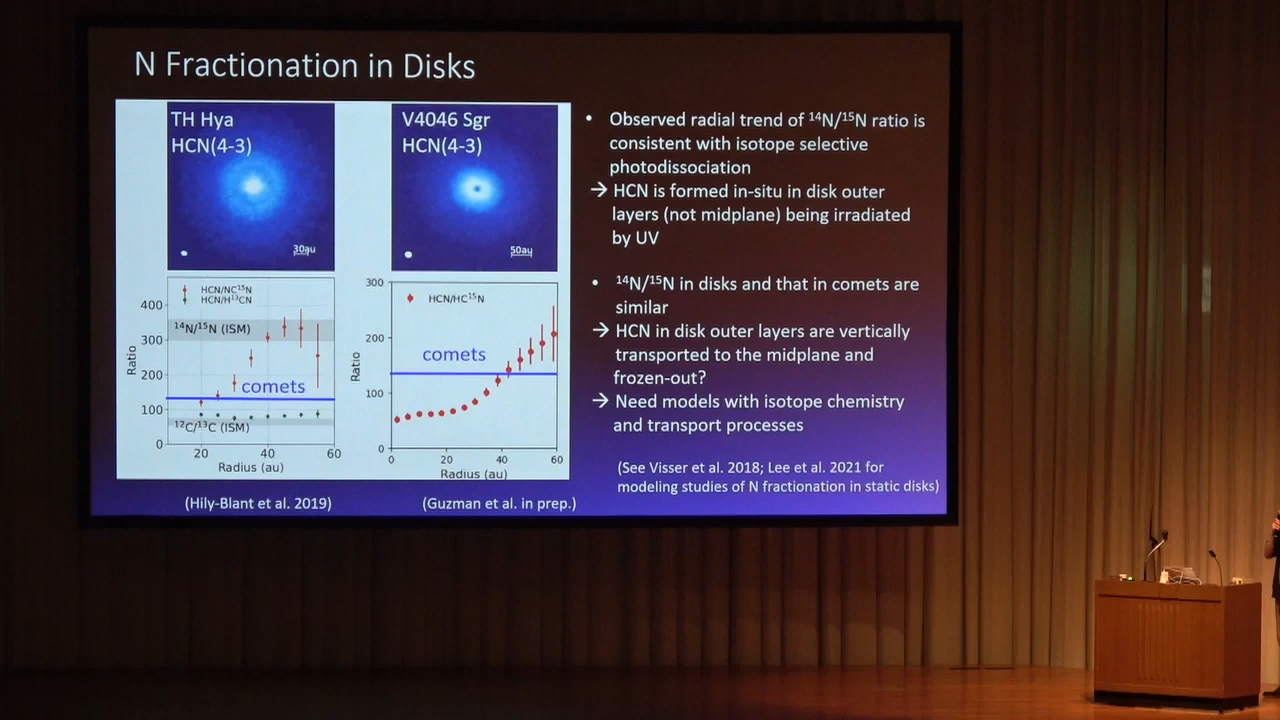 N Fractionation in Disks
TH Hya
HCN(4-3)
30au
V4046 Sgr
HCN(4-3)
50au
HCN/NC¹⁵N
HCN/H¹³CN
400
¹⁴N/¹⁵N (ISM)
300
200
comets
100
¹²C/¹³C (ISM)
0
20
40
60
Ratio
Radius (au)
300
HCN/HC¹⁵N
200
comets
100
0
0
20
40
60
Ratio
Radius (au)
(Hily-Blant et al. 2019)
(Guzman et al. in prep.)
• Observed radial trend of ¹⁴N/¹⁵N ratio is
consistent with isotope selective
photodissociation
→ HCN is formed in-situ in disk outer
layers (not midplane) being irradiated
by UV
• ¹⁴N/¹⁵N in disks and that in comets are
similar
→ HCN in disk outer layers are vertically
transported to the midplane and
frozen-out?
→ Need models with isotope chemistry
and transport processes
(See Visser et al. 2018; Lee et al. 2021 for
modeling studies of N fractionation in static disks)